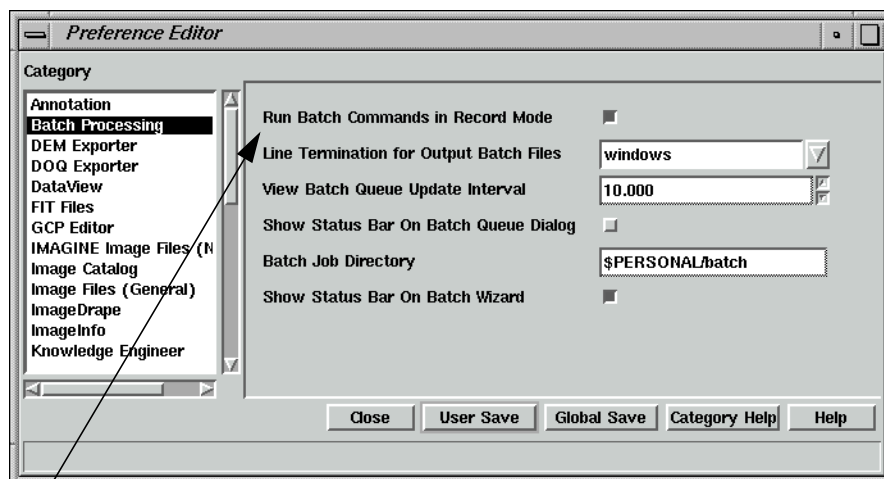 Preference Editor
Category
Annotation
Batch Processing
DEM Exporter
DOQ Exporter
DataView
FIT Files
GCP Editor
IMAGINE Image Files (N
Image Catalog
Image Files (General)
ImageDrape
ImageInfo
Knowledge Engineer
Run Batch Commands in Record Mode
Line Termination for Output Batch Files windows
View Batch Queue Update Interval 10.000
Show Status Bar On Batch Queue Dialog
Batch Job Directory $PERSONAL/batch
Show Status Bar On Batch Wizard
Close User Save Global Save Category Help Help